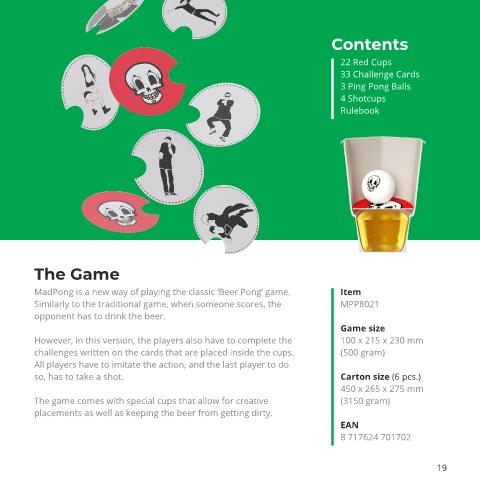 Contents
22 Red Cups
33 Challenge Cards
3 Ping Pong Balls
4 Shotcups
Rulebook
The Game
MadPong is a new way of playing the classic ‘Beer Pong’ game.
Similarly to the traditional game, when someone scores, the
opponent has to drink the beer.
However, in this version, the players also have to complete the
challenges written on the cards that are placed inside the cups.
All players have to imitate the action, and the last player to do
so, has to take a shot.
The game comes with special cups that allow for creative
placements as well as keeping the beer from getting dirty.
Item
MPP8021
Game size
100 x 215 x 230 mm
(500 gram)
Carton size (6 pcs.)
450 x 265 x 275 mm
(3150 gram)
EAN
8 717624 701702
19